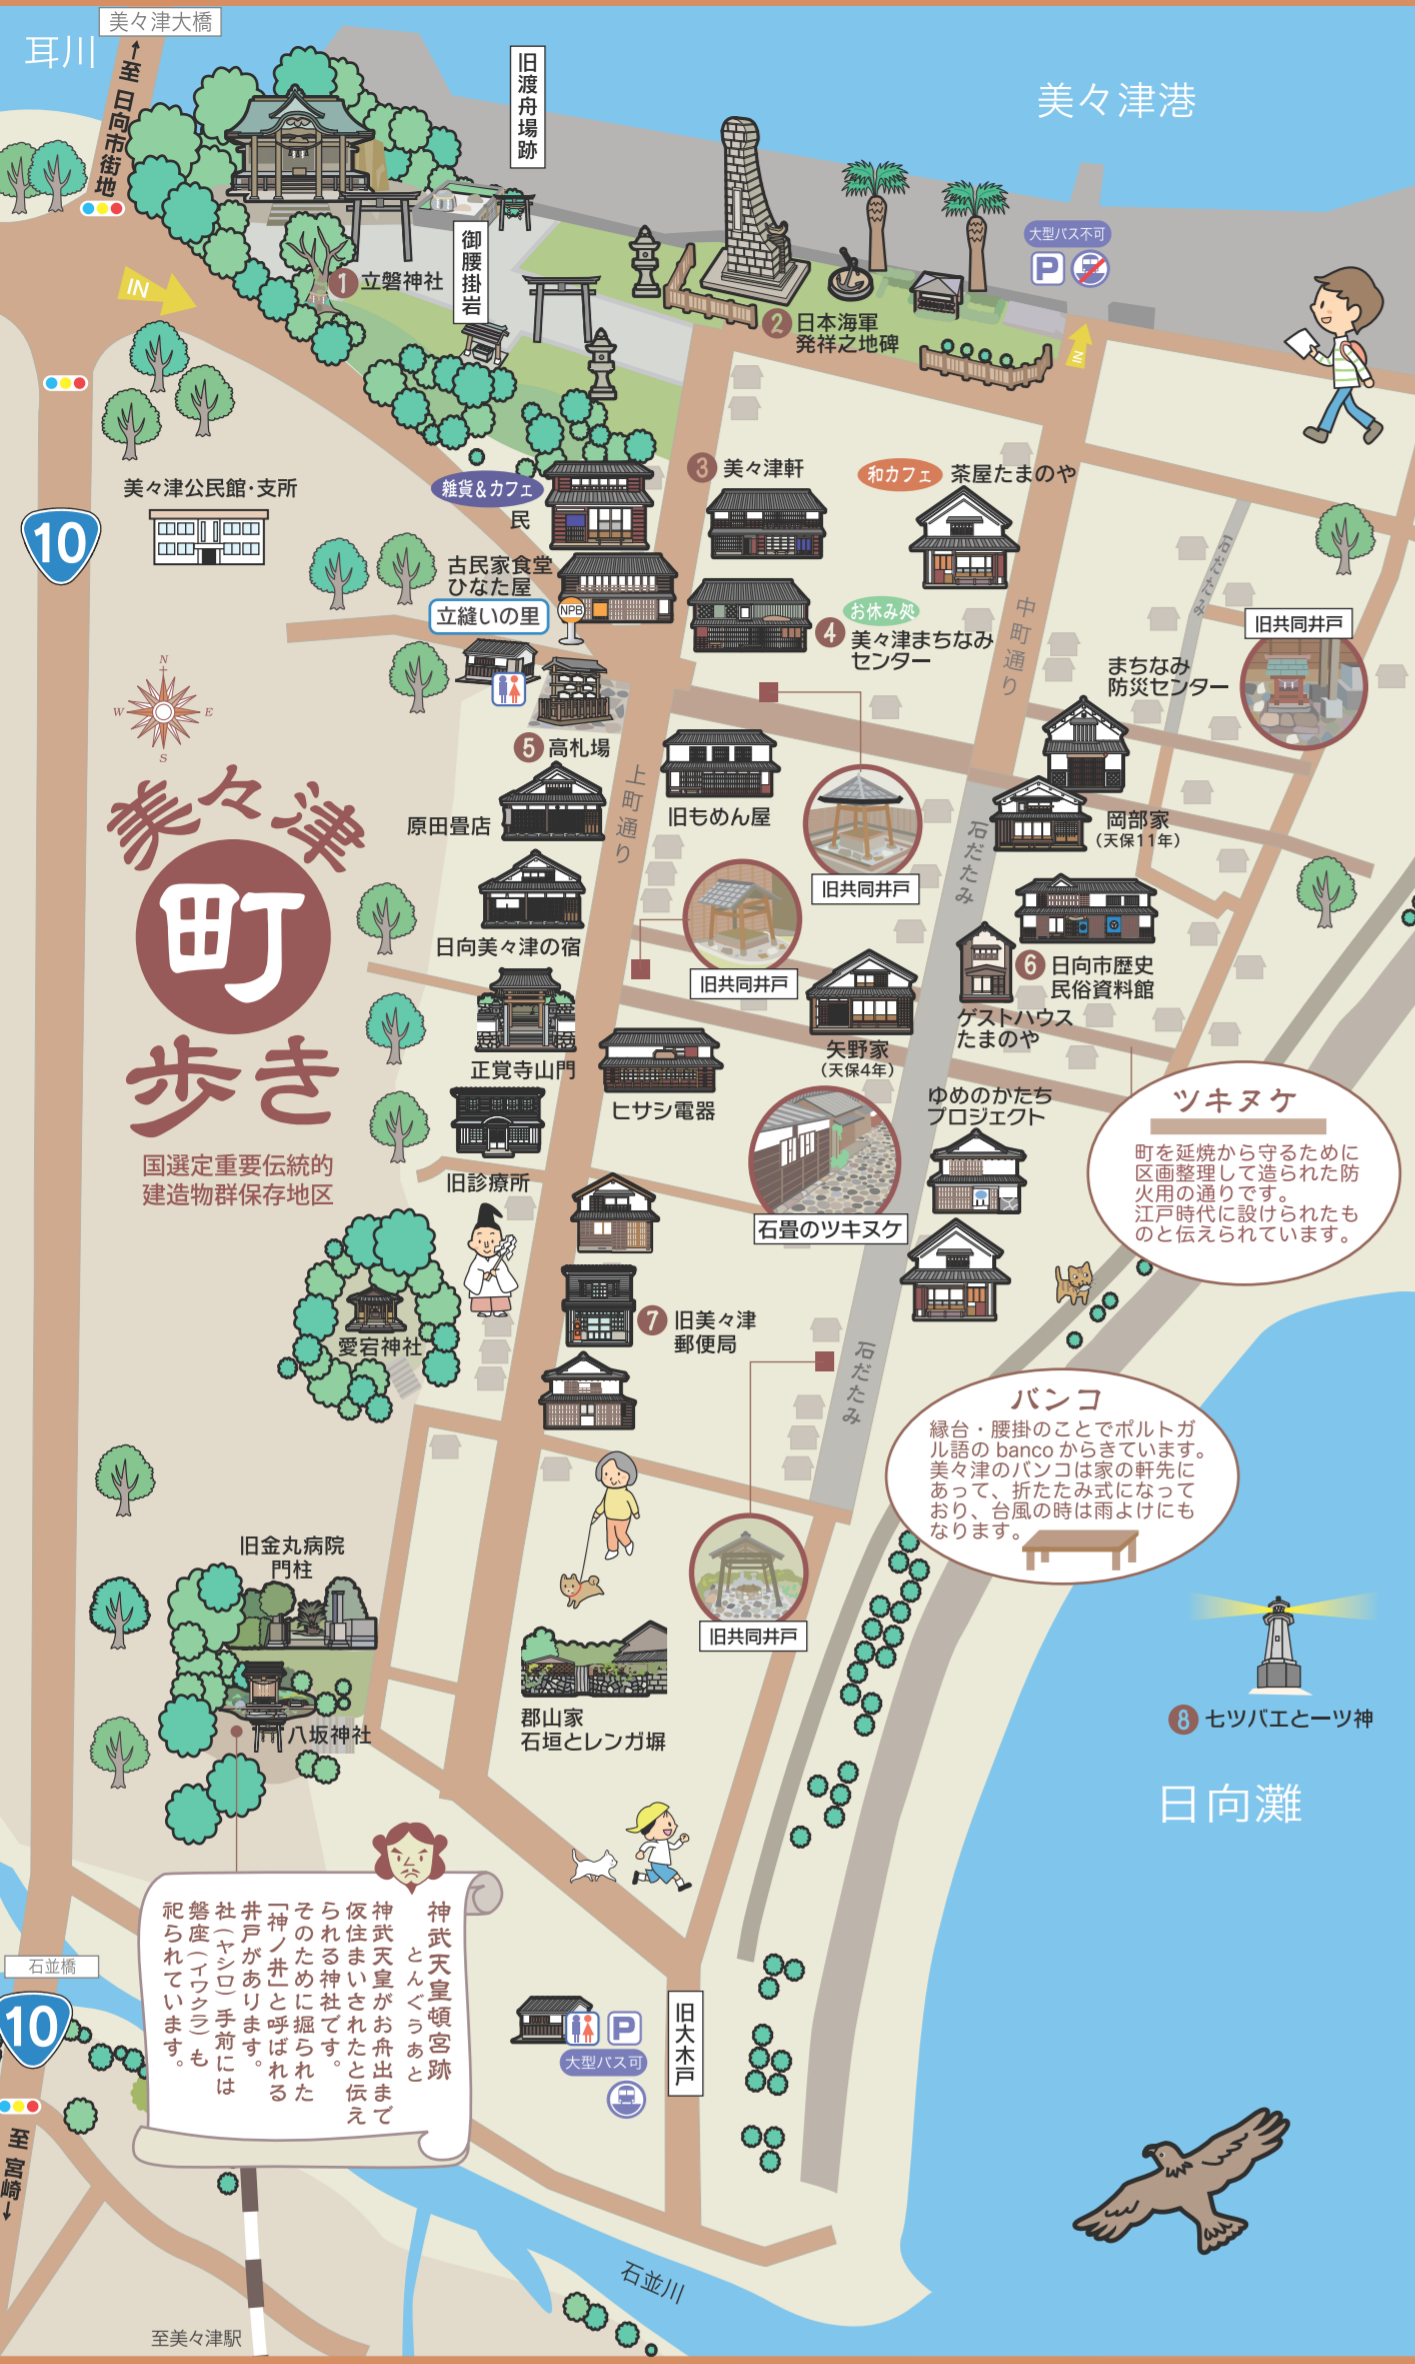 美々津大橋
耳川
←至 日向市街地
旧渡舟場跡
美々津港
御腰掛岩
1 立磐神社
IN
大型バス不可
P
2 日本海軍
発祥之地碑
IN
雑貨&カフェ
民
3 美々津軒
和カフェ 茶屋たまのや
美々津公民館・支所
10
古民家食堂
ひなた屋
立縫いの里
NPB
お休み処
4 美々津まちなみ
センター
中町通り
石だたみ
旧共同井戸
まちなみ
防災センター
N
W E
S
5 高札場
上町通り
旧もめん屋
原田畳店
旧共同井戸
石だたみ
岡部家
(天保11年)
美々津
町
歩き
国選定重要伝統的
建造物群保存地区
日向美々津の宿
旧共同井戸
6 日向市歴史
民俗資料館
ゲストハウス
たまのや
矢野家
(天保4年)
正覚寺山門
ヒサシ電器
ゆめのかたち
プロジェクト
ツキヌケ
町を延焼から守るために
区画整理して造られた防
火用の通りです。
江戸時代に設けられたも
のと伝えられています。
旧診療所
石畳のツキヌケ
愛宕神社
7 旧美々津
郵便局
石だたみ
バンコ
縁台・腰掛のことでポルトガ
ル語の banco からきています。
美々津のバンコは家の軒先に
あって、折たたみ式になって
おり、台風の時は雨よけにも
なります。
旧金丸病院
門柱
旧共同井戸
八坂神社
郡山家
石垣とレンガ塀
8 七ツバエと一ツ神
日向灘
神武天皇頓宮跡
とんぐうあと
神武天皇がお舟出まで
仮住まいされたと伝え
られる神社です。
そのために掘られた
「神ノ井」と呼ばれる
井戸があります。
社(ヤシロ)手前には
磐座(イワクラ)も
祀られています。
石並橋
10
P
大型バス可
旧大木戸
至 宮崎→
石並川
至美々津駅